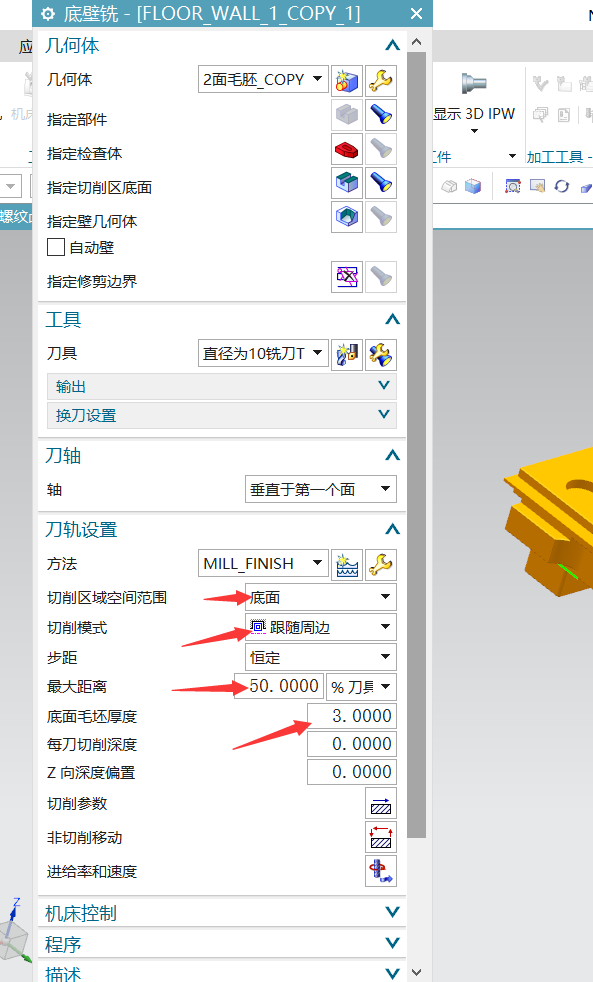 底壁铣 - [FLOOR_WALL_1_COPY_1]
几何体
几何体
2面毛胚_COPY
指定部件
指定检查体
指定切削区底面
指定壁几何体
自动壁
指定修剪边界
工具
刀具
直径为10铣刀T
输出
换刀设置
刀轴
轴
垂直于第一个面
刀轨设置
方法
MILL_FINISH
切削区域空间范围
底面
切削模式
跟随周边
步距
恒定
最大距离
50.0000
% 刀具
底面毛坯厚度
3.0000
每刀切削深度
0.0000
Z 向深度偏置
0.0000
切削参数
非切削移动
进给率和速度
机床控制
程序
描述
显示 3D IPW
工件
加工工具 -
螺纹
Z